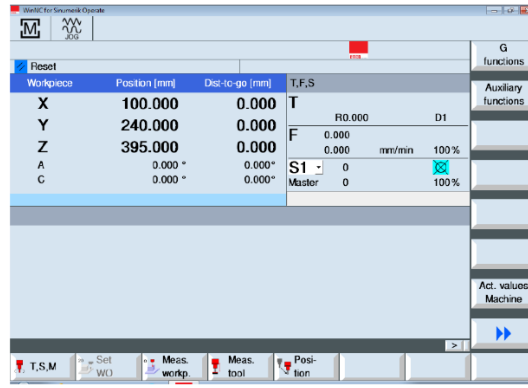 WinNC for Sinumerik Operate
M
JOG
G functions
Reset
Workpiece Position [mm] Dist-to-go [mm] T,F,S
Auxiliary functions
X 100.000 0.000 T
R0.000 D1
Y 240.000 0.000
F 0.000
Z 395.000 0.000
0.000 mm/min 100%
A 0.000 ° 0.000°
S1 0
C 0.000 ° 0.000°
Master 0 100%
Act. values Machine
>
T,S,M
Set WO
Meas. workp.
Meas. tool
Posi-tion